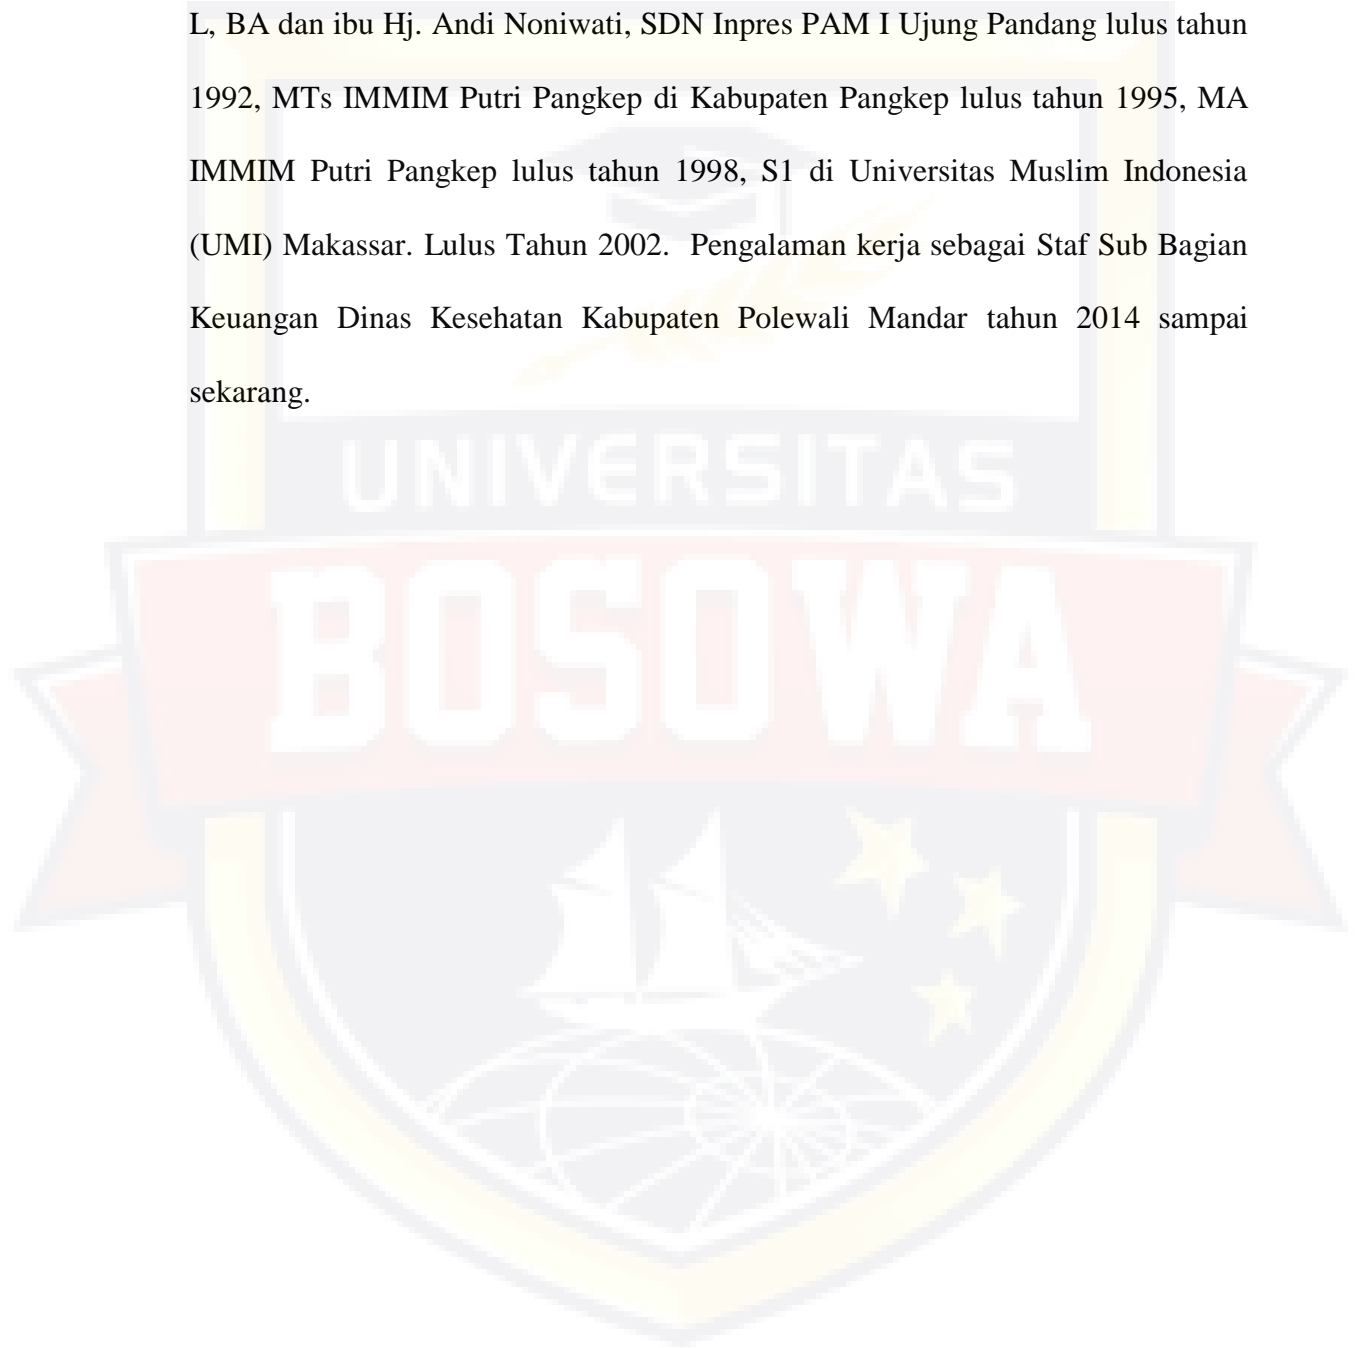 L, BA dan ibu Hj. Andi Noniwati, SDN Inpres PAM I Ujung Pandang lulus tahun
1992, MTs IMMIM Putri Pangkep di Kabupaten Pangkep lulus tahun 1995, MA
IMMIM Putri Pangkep lulus tahun 1998, S1 di Universitas Muslim Indonesia
(UMI) Makassar. Lulus Tahun 2002.  Pengalaman kerja sebagai Staf Sub Bagian
Keuangan Dinas Kesehatan Kabupaten Polewali Mandar tahun 2014 sampai
sekarang.
UNIVERSITAS
BOSOWA